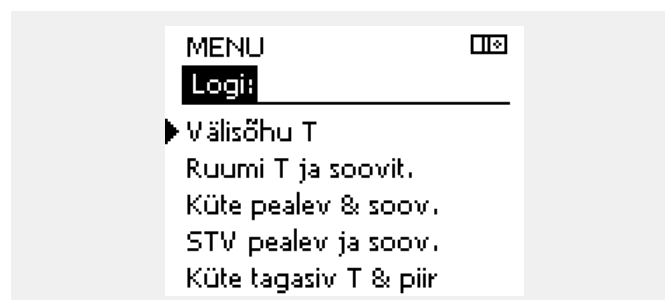 MENU
Logi:
Välisõhu T
Ruumi T ja soovit.
Küte pealev & soov.
STV pealev ja soov.
Küte tagasiv T & piir